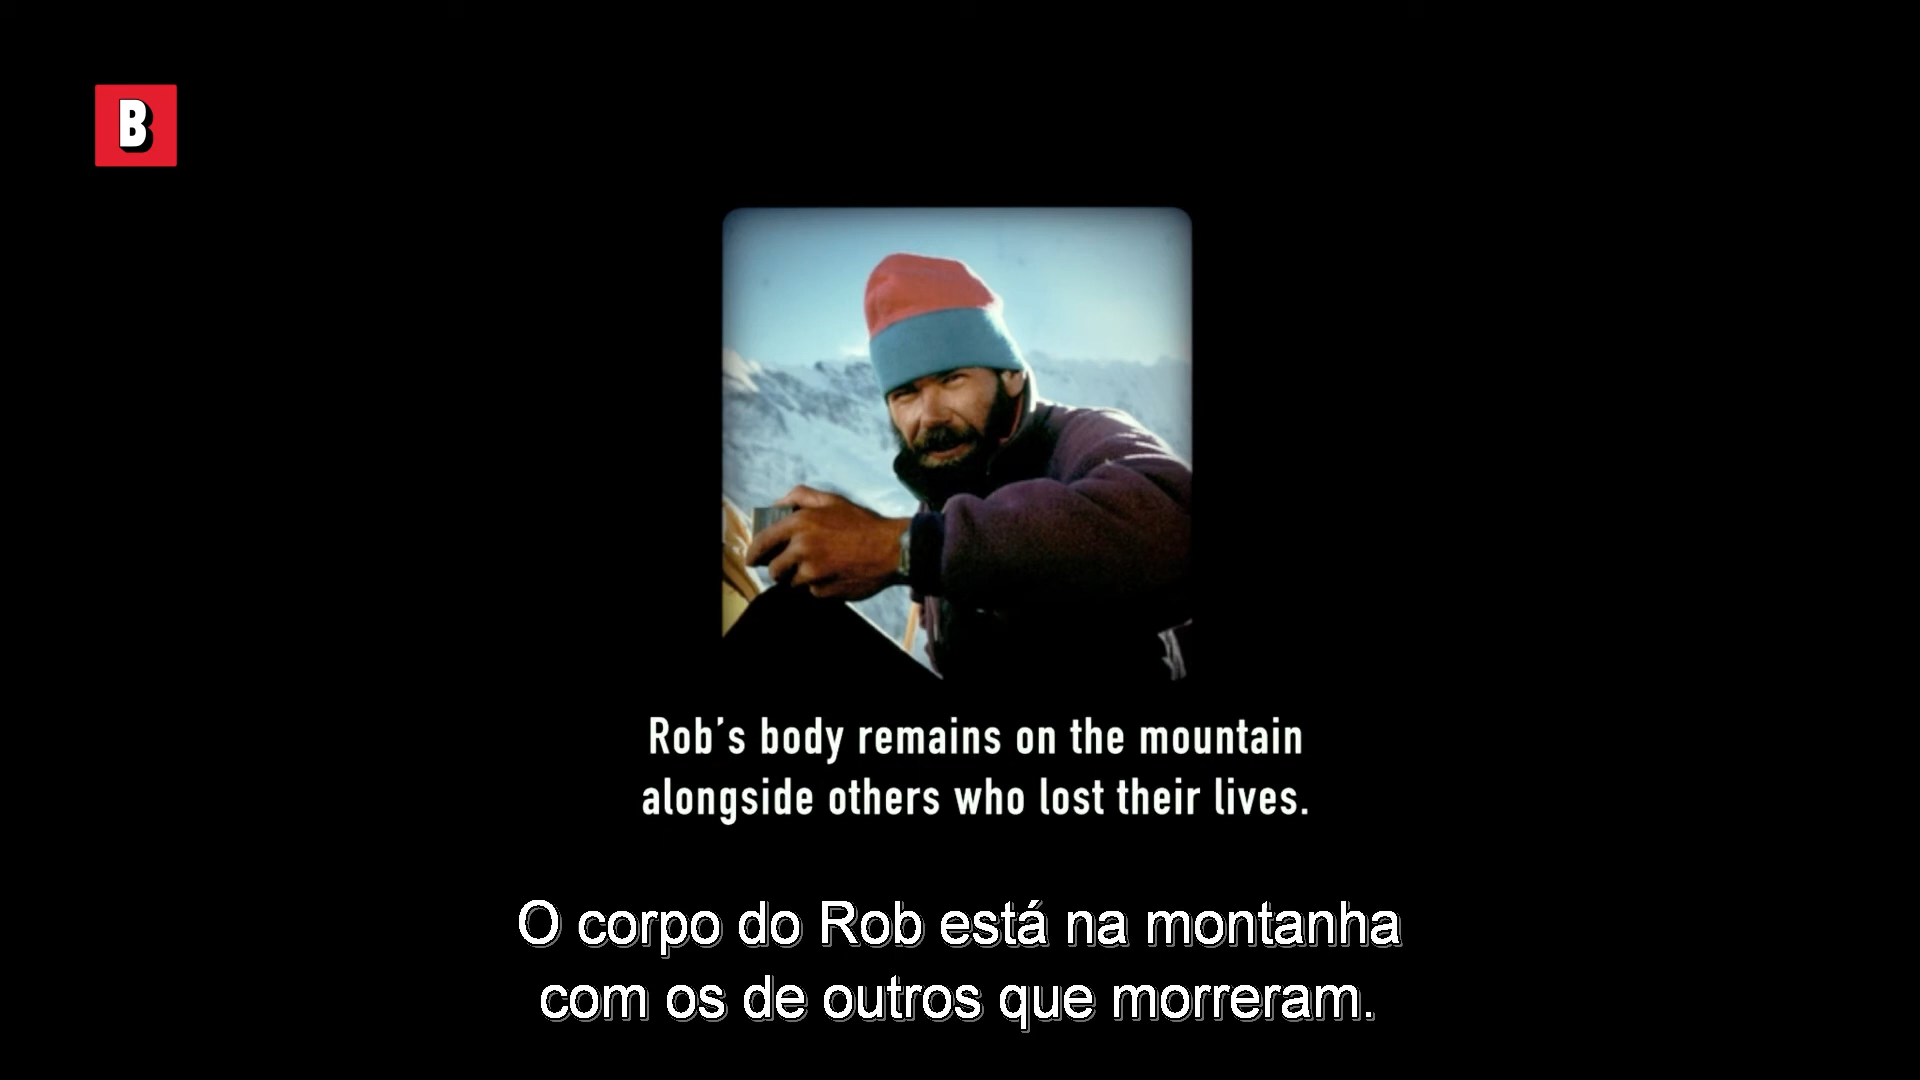 B
Rob's body remains on the mountain
alongside others who lost their lives.
O corpo do Rob está na montanha
com os de outros que morreram.